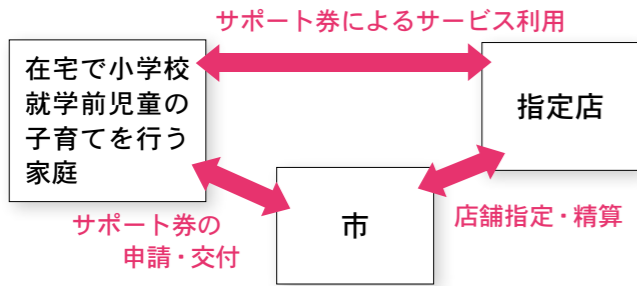 サポート券によるサービス利用
在宅で小学校
就学前児童の
子育てを行う
家庭
指定店
サポート券の
申請・交付
市
店舗指定・精算